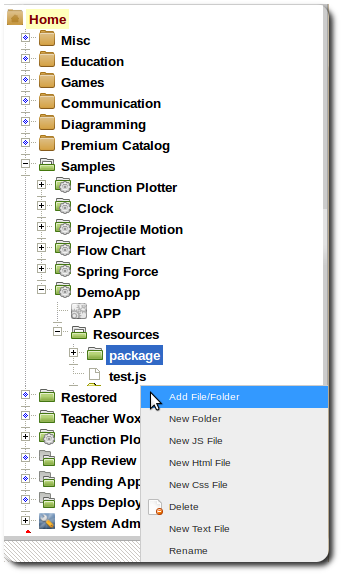 Home
Misc
Education
Games
Communication
Diagramming
Premium Catalog
Samples
Function Plotter
Clock
Projectile Motion
Flow Chart
Spring Force
DemoApp
APP
Resources
package
test.js
Restored
Teacher Wox
Function Plo
App Review
Pending App
Apps Deploy
System Adm
Add File/Folder
New Folder
New JS File
New Html File
New Css File
Delete
New Text File
Rename